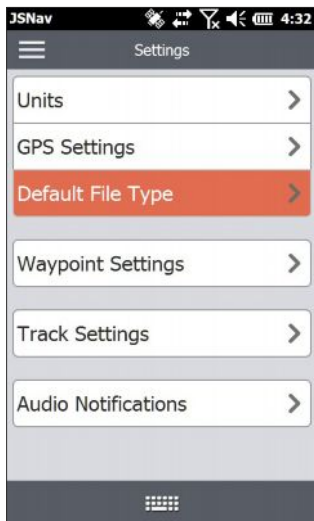 JSNav 4:32
Settings
Units
GPS Settings
Default File Type
Waypoint Settings
Track Settings
Audio Notifications